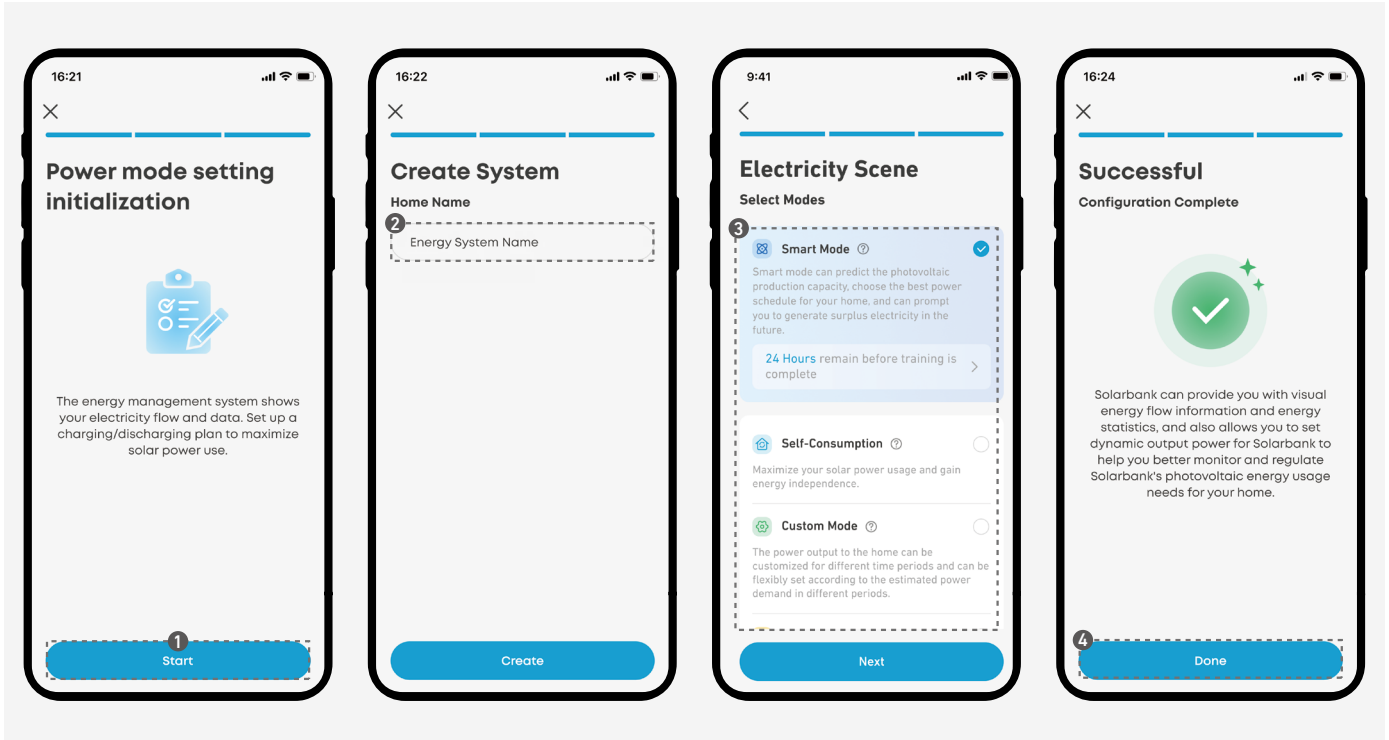 16:21
Power mode setting
initialization
The energy management system shows
your electricity flow and data. Set up a
charging/discharging plan to maximize
solar power use.
1
Start
16:22
Create System
Home Name
2
Energy System Name
Create
9:41
Electricity Scene
Select Modes
3
Smart Mode ?
Smart mode can predict the photovoltaic
production capacity, choose the best power
schedule for your home, and can prompt
you to generate surplus electricity in the
future.
24 Hours remain before training is
complete
Self-Consumption ?
Maximize your solar power usage and gain
energy independence.
Custom Mode ?
The power output to the home can be
customized for different time periods and can be
flexibly set according to the estimated power
demand in different periods.
Next
16:24
Successful
Configuration Complete
Solarbank can provide you with visual
energy flow information and energy
statistics, and also allows you to set
dynamic output power for Solarbank to
help you better monitor and regulate
Solarbank's photovoltaic energy usage
needs for your home.
4
Done